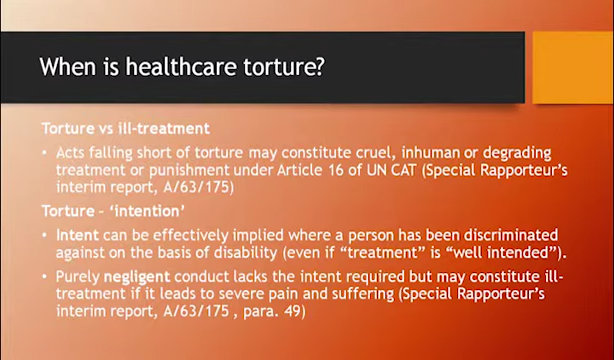 When is healthcare torture?
Torture vs ill-treatment
• Acts falling short of torture may constitute cruel, inhuman or degrading
treatment or punishment under Article 16 of UN CAT (Special Rapporteur's
interim report, A/63/175)
Torture – 'intention'
• Intent can be effectively implied where a person has been discriminated
against on the basis of disability (even if “treatment” is “well intended”).
• Purely negligent conduct lacks the intent required but may constitute ill-
treatment if it leads to severe pain and suffering (Special Rapporteur's
interim report, A/63/175 , para. 49)